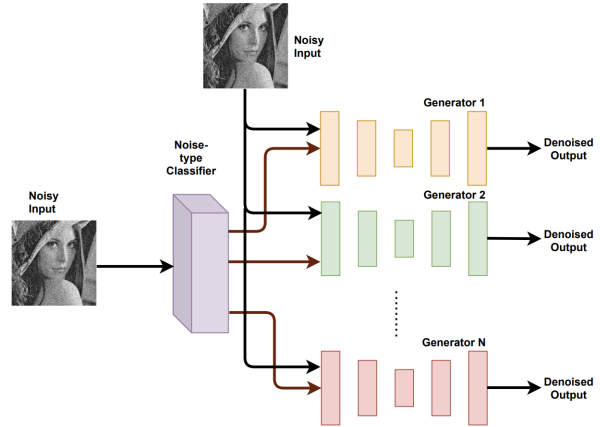 Noisy
Input
Generator 1
Noise-
type
Classifier
Denoised
Output
Noisy
Input
Generator 2
Denoised
Output
Generator N
Denoised
Output